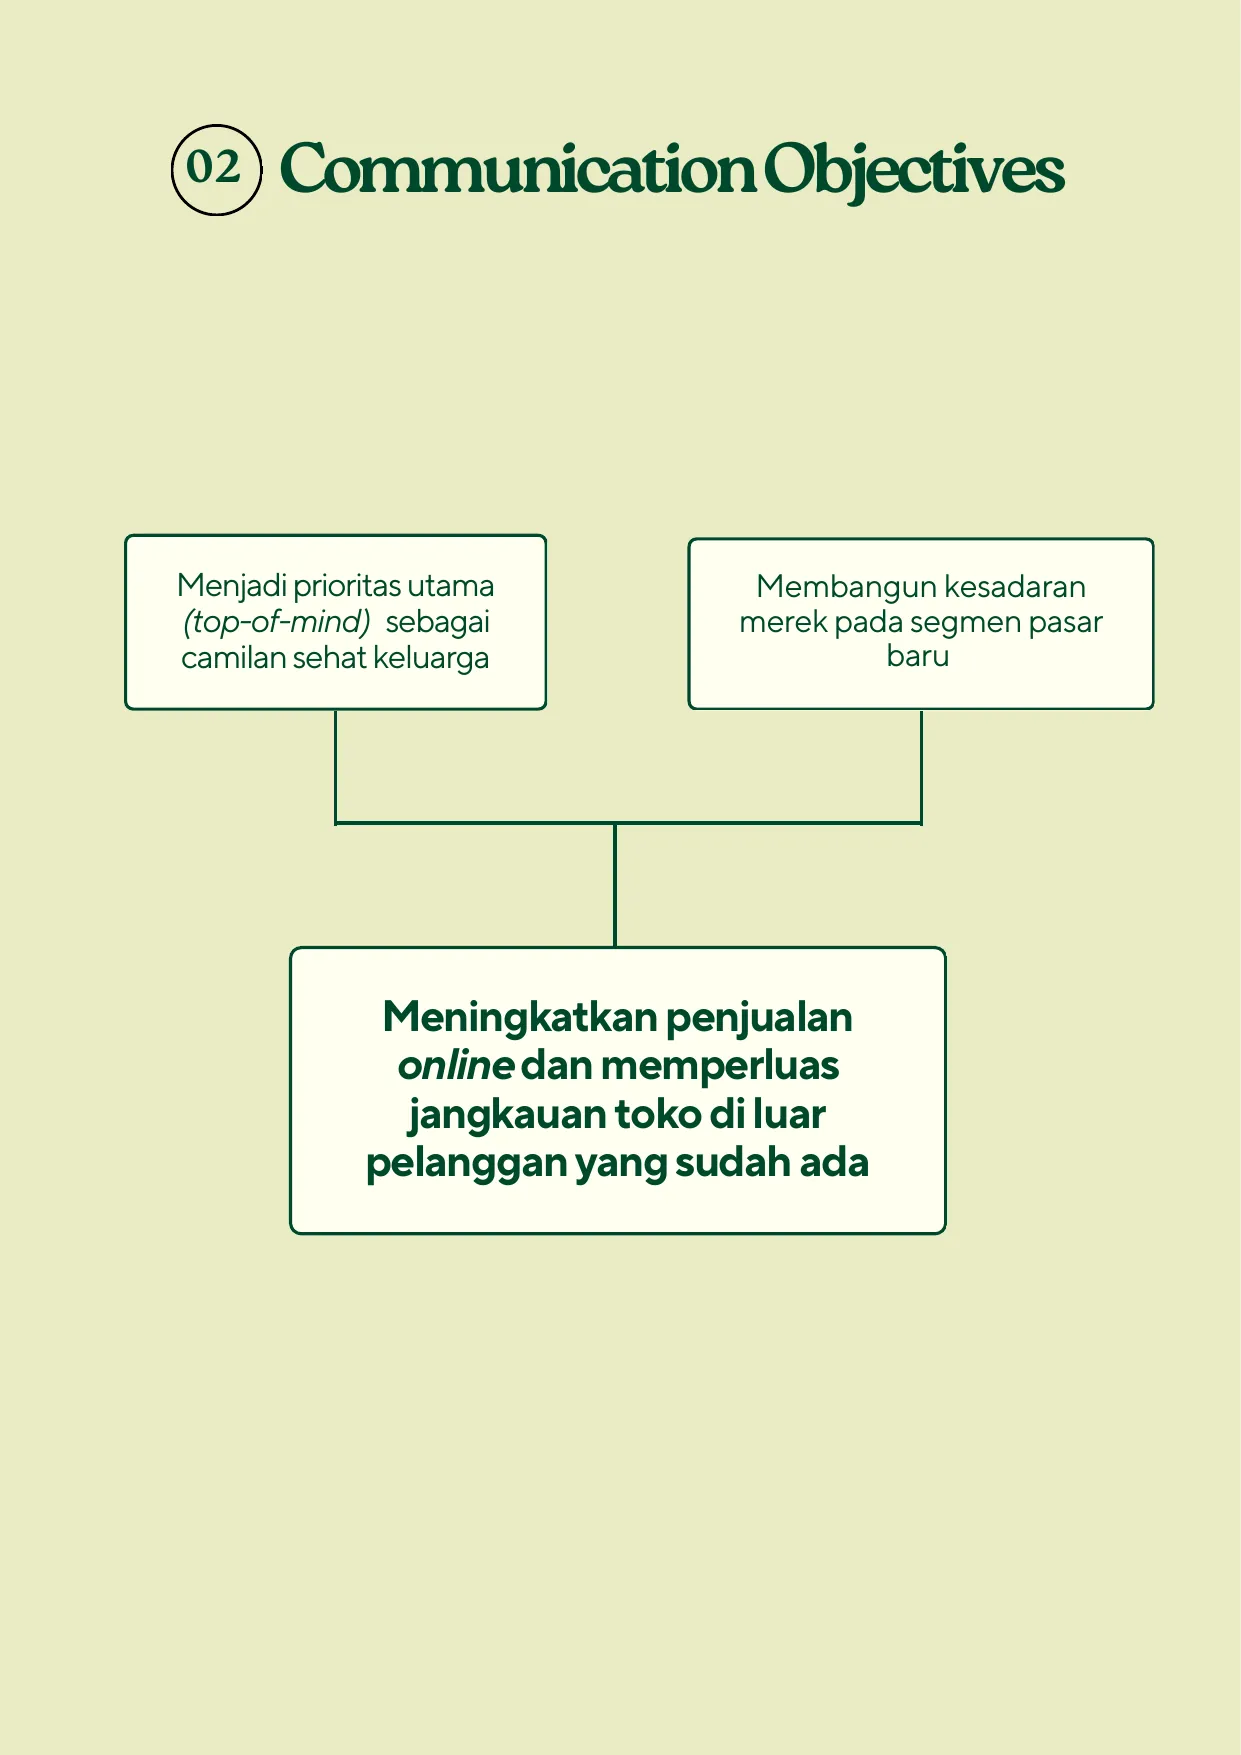 02 Communication Objectives
Menjadi prioritas utama
(top-of-mind) sebagai
camilan sehat keluarga
Membangun kesadaran
merek pada segmen pasar
baru
Meningkatkan penjualan
online dan memperluas
jangkauan toko di luar
pelanggan yang sudah ada